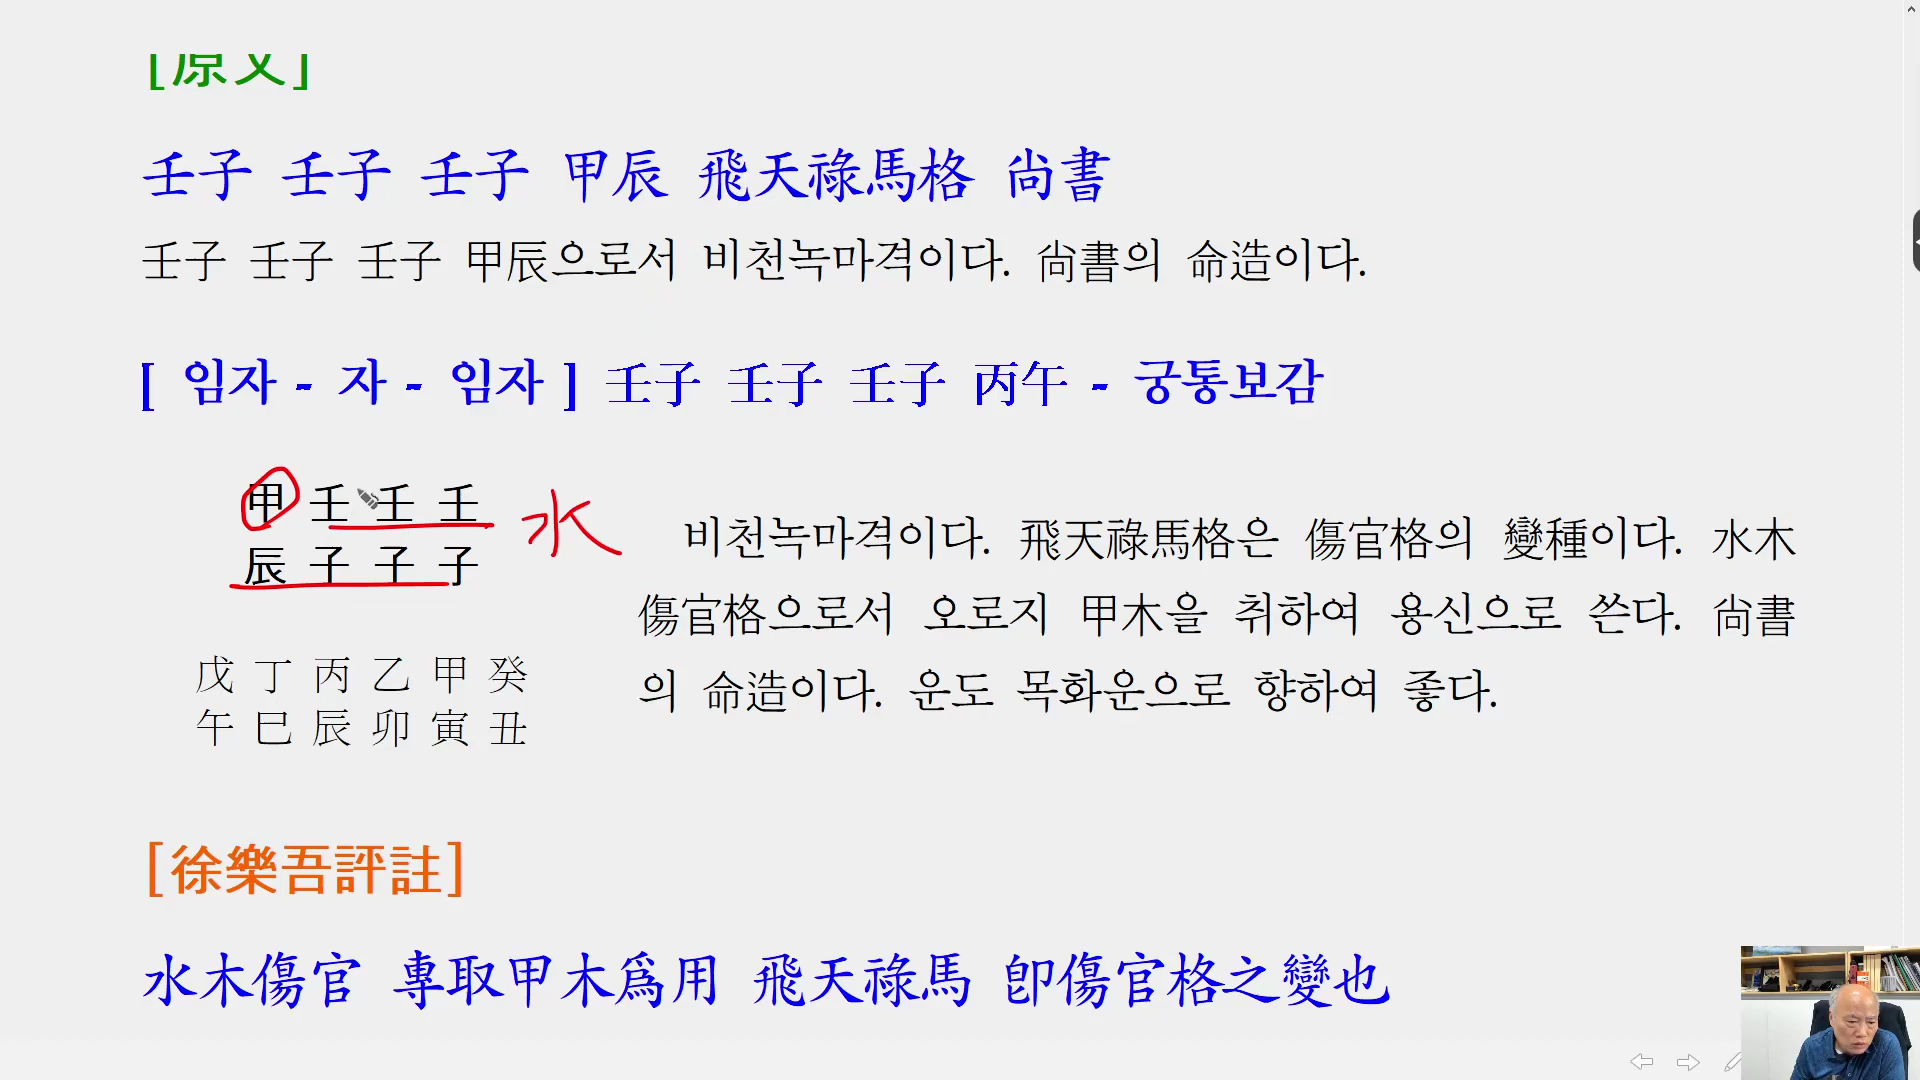 [原文]
壬子 壬子 壬子 甲辰 飛天祿馬格 尙書
壬子 壬子 壬子 甲辰으로서 비천녹마격이다. 尙書의 命造이다.
[ 임자 - 자 - 임자 ] 壬子 壬子 壬子 丙午 - 궁통보감
甲 壬 壬 壬
辰 子 子 子
水
戊 丁 丙 乙 甲 癸
午 巳 辰 卯 寅 丑
비천녹마격이다. 飛天祿馬格은 傷官格의 變種이다. 水木
傷官格으로서 오로지 甲木을 취하여 용신으로 쓴다. 尙書
의 命造이다. 운도 목화운으로 향하여 좋다.
[徐樂吾評註]
水木傷官 專取甲木爲用 飛天祿馬 卽傷官格之變也